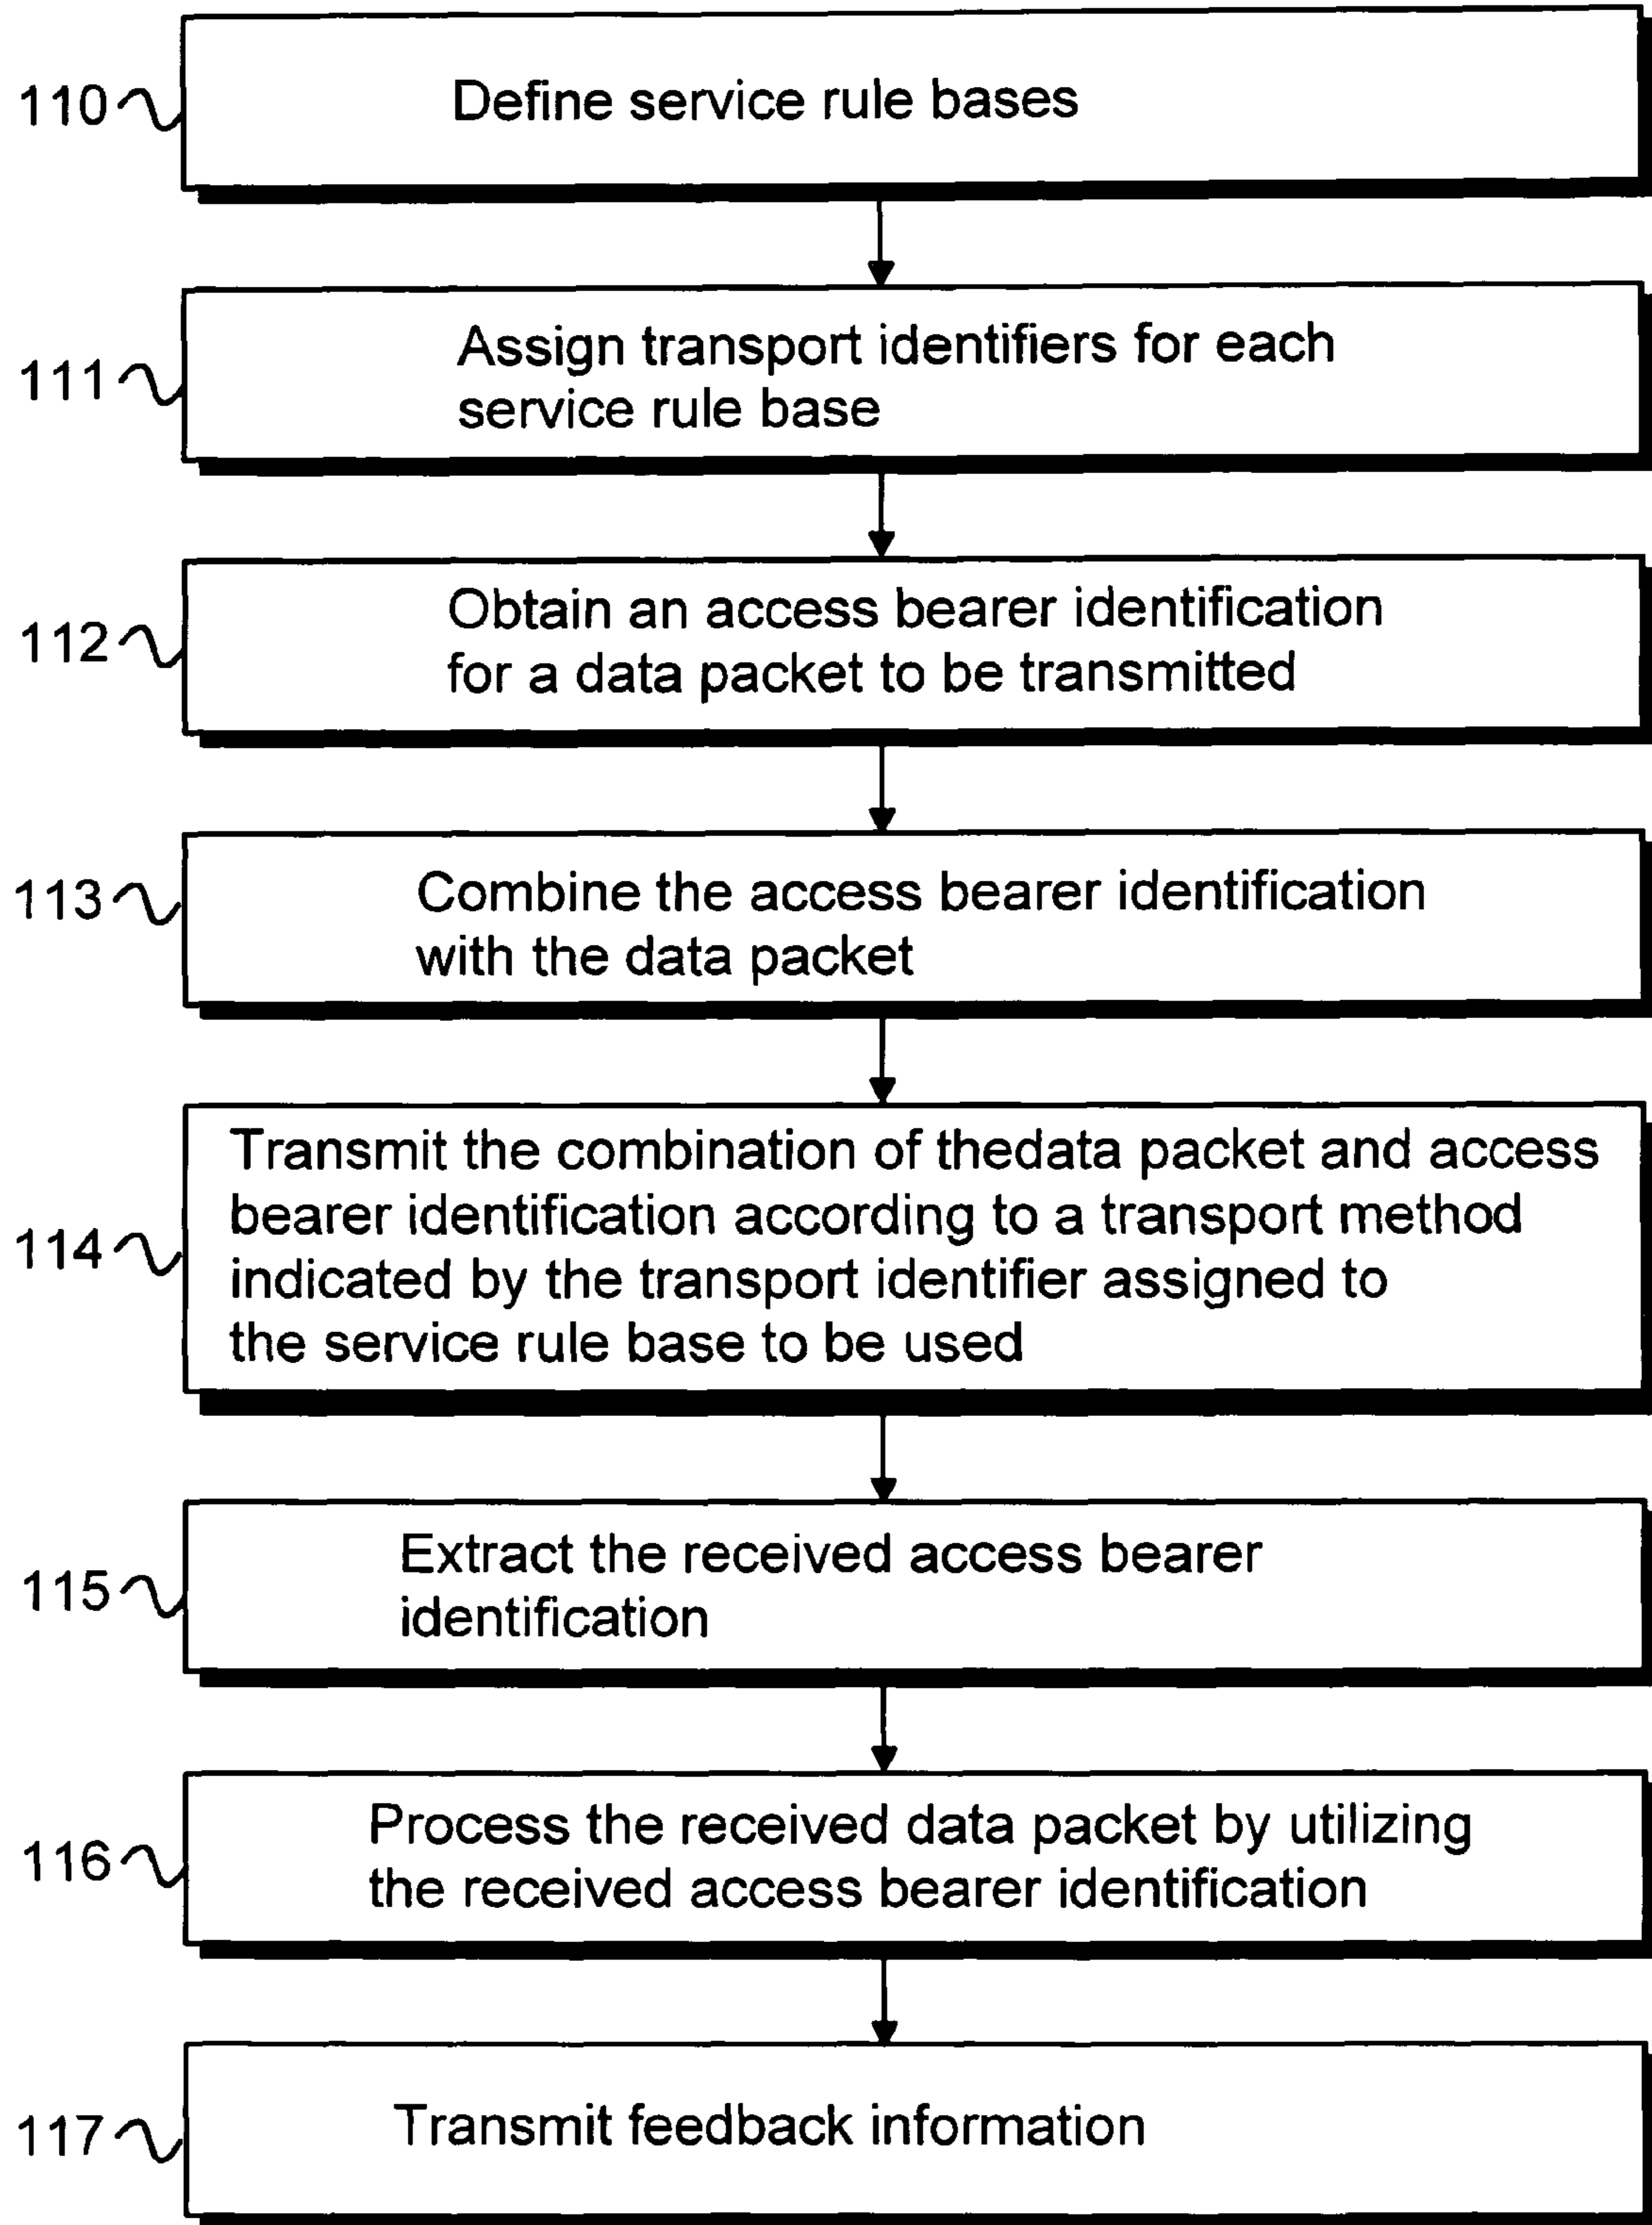 110
Define service rule bases
111
Assign transport identifiers for each
service rule base
112
Obtain an access bearer identification
for a data packet to be transmitted
113
Combine the access bearer identification
with the data packet
114
Transmit the combination of thedata packet and access
bearer identification according to a transport method
indicated by the transport identifier assigned to
the service rule base to be used
115
Extract the received access bearer
identification
116
Process the received data packet by utilizing
the received access bearer identification
117
Transmit feedback information